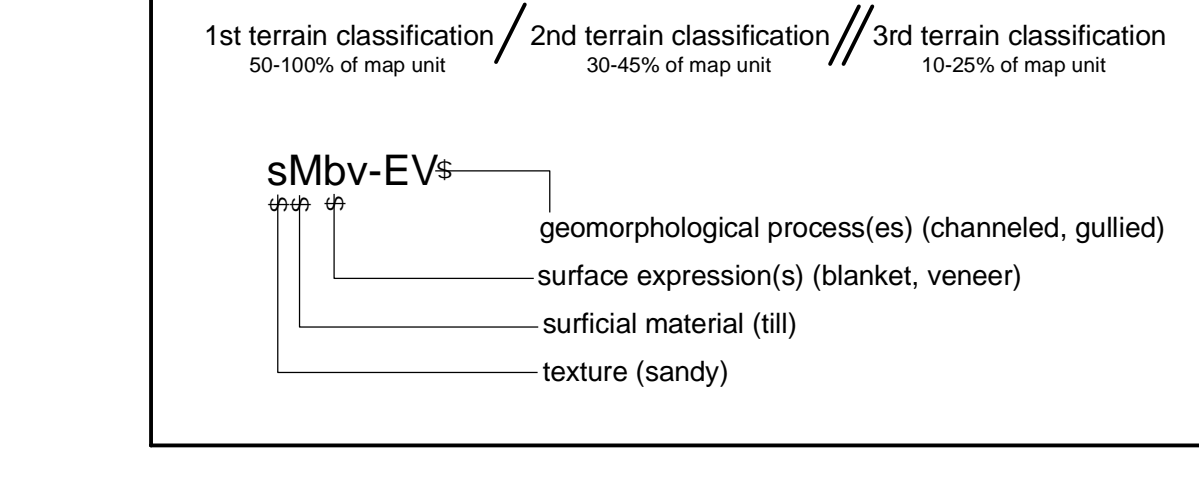 1st terrain classification / 2nd terrain classification // 3rd terrain classification
50-100% of map unit 30-45% of map unit 10-25% of map unit
sMbv-EV$
$$ $
geomorphological process(es) (channeled, gullied)
surface expression(s) (blanket, veneer)
surficial material (till)
texture (sandy)